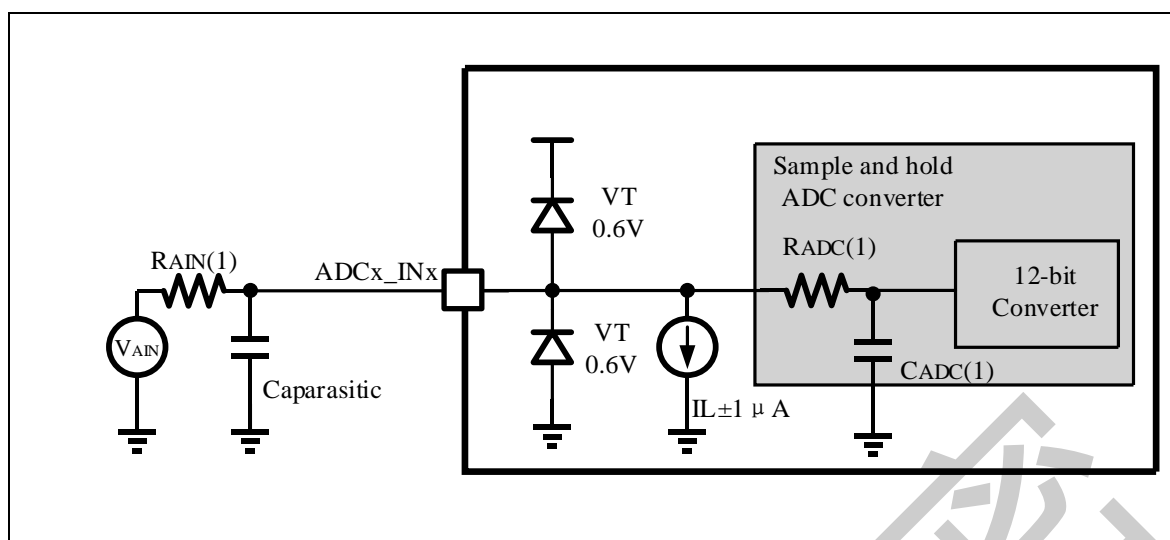 Sample and hold
ADC converter
VT
0.6V
RADC(1)
RAIN(1)
ADCx_INx
12-bit
Converter
VAIN
VT
0.6V
CADC(1)
Caparasitic
IL±1 μA